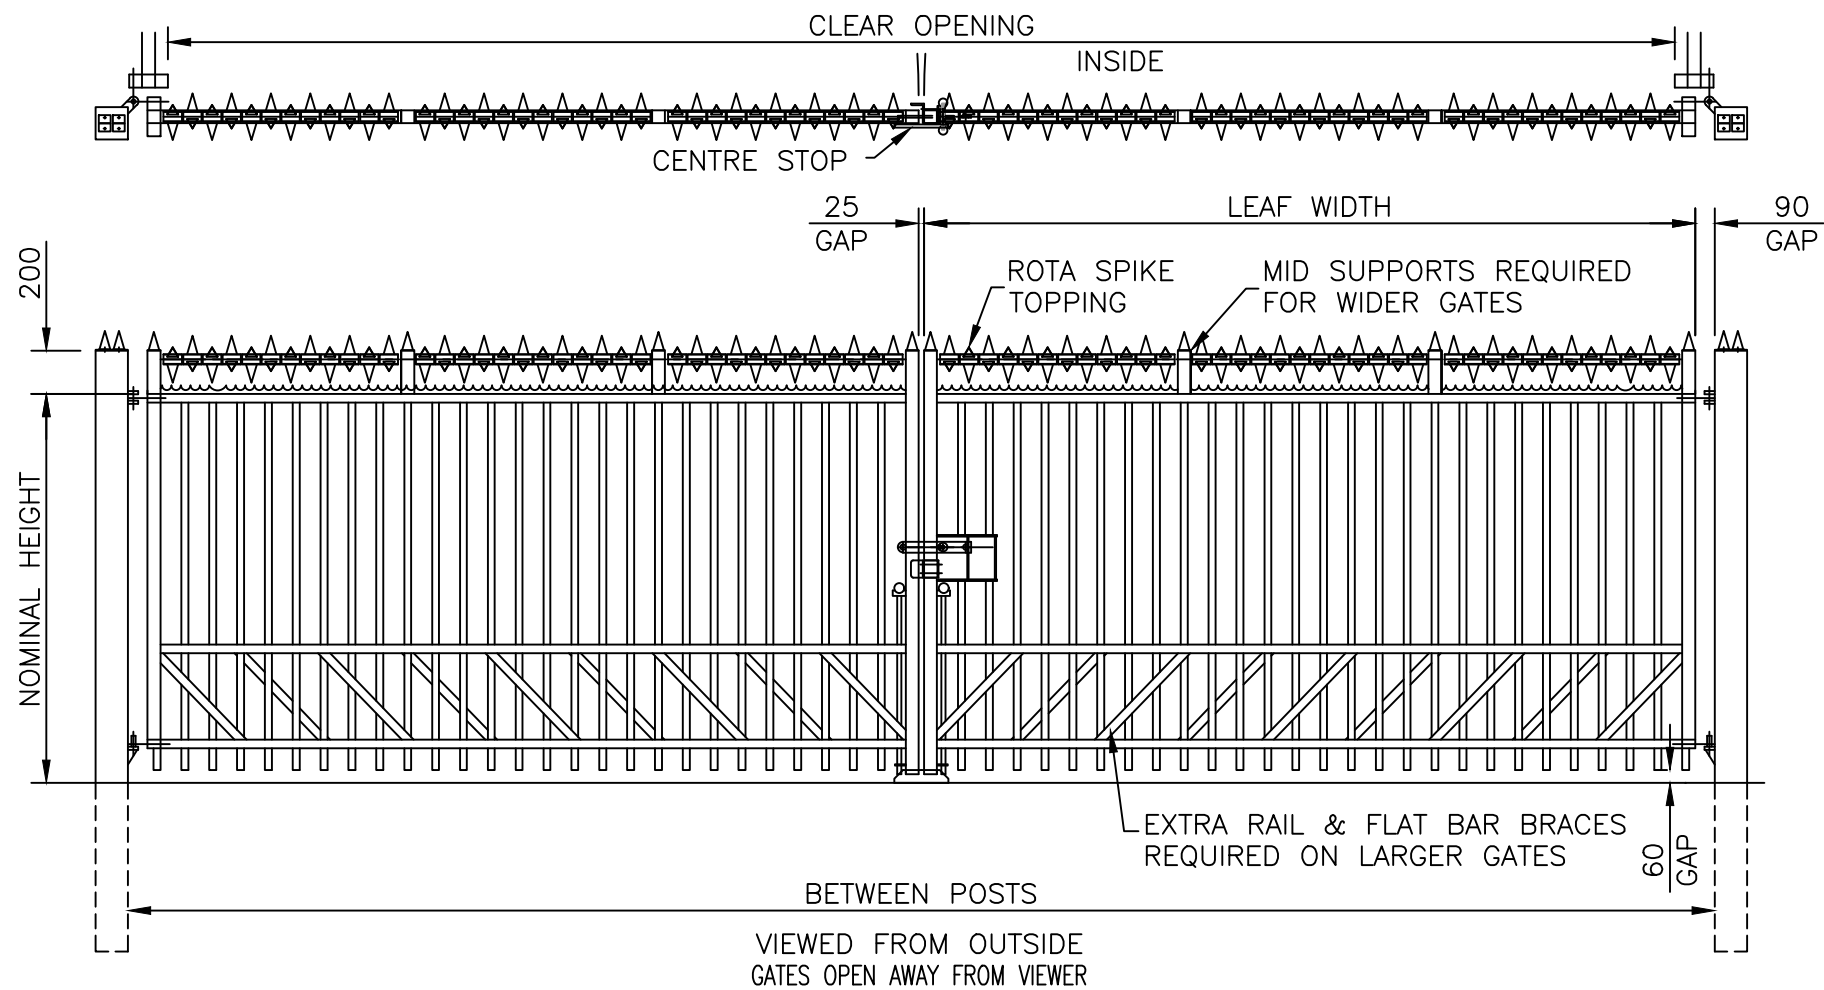 CLEAR OPENING
INSIDE
CENTRE STOP
25
GAP
LEAF WIDTH
90
GAP
200
ROTA SPIKE
TOPPING
MID SUPPORTS REQUIRED
FOR WIDER GATES
NOMINAL HEIGHT
EXTRA RAIL & FLAT BAR BRACES
REQUIRED ON LARGER GATES
60
GAP
BETWEEN POSTS
VIEWED FROM OUTSIDE
GATES OPEN AWAY FROM VIEWER